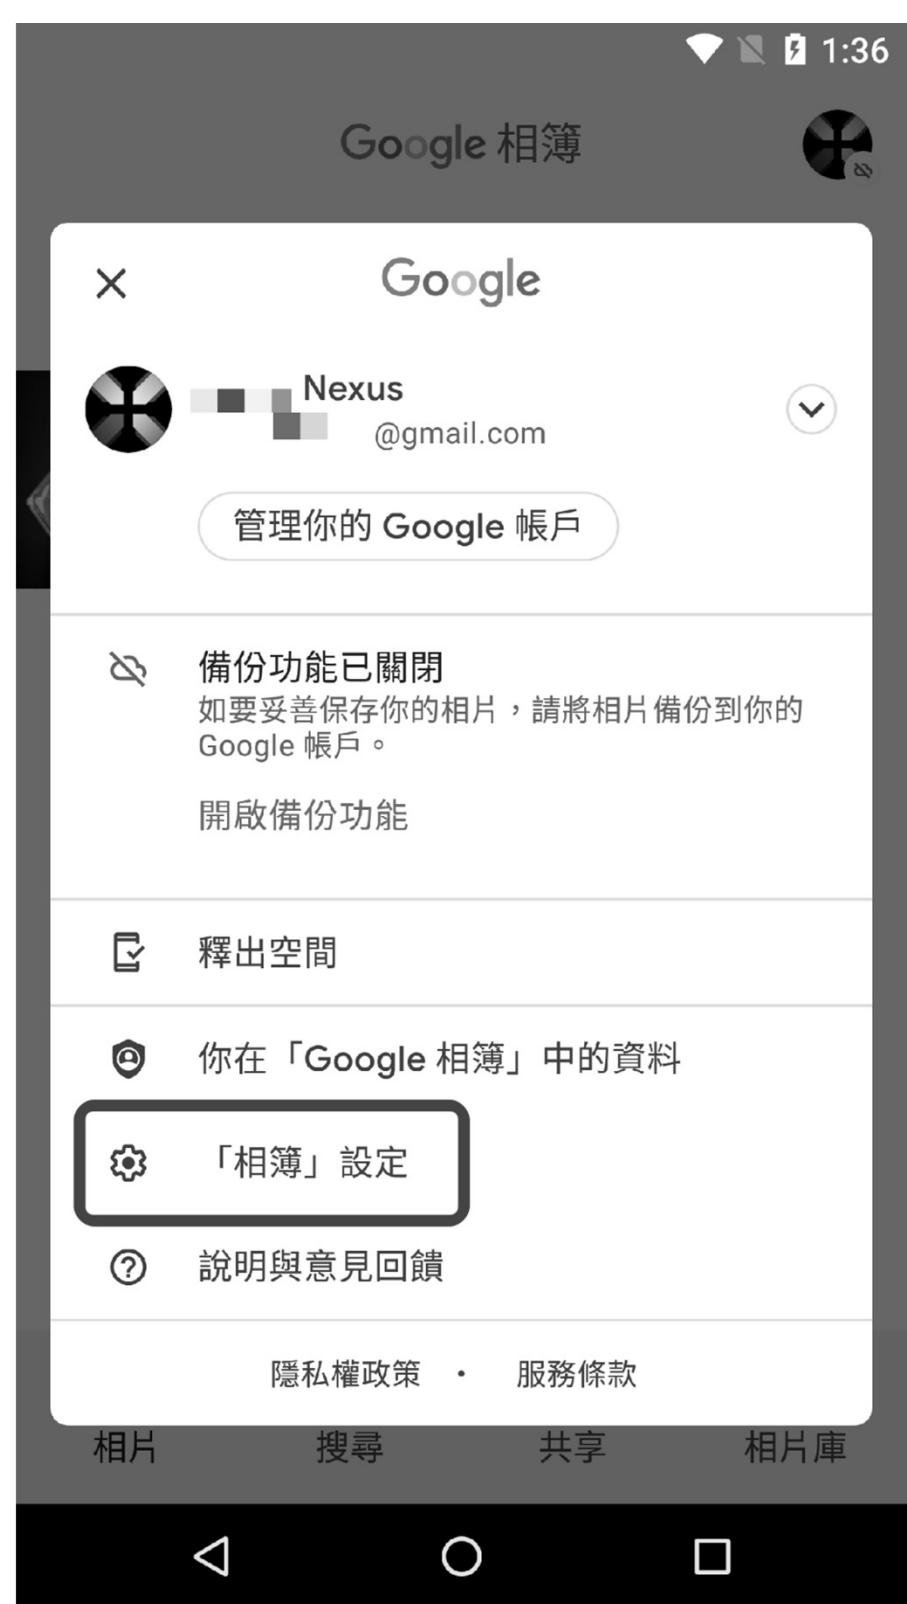 1:36
Google 相簿
Google
Nexus
@gmail.com
管理你的 Google 帳戶
備份功能已關閉
如要妥善保存你的相片，請將相片備份到你的
Google 帳戶。
開啟備份功能
釋出空間
你在「Google 相簿」中的資料
「相簿」設定
說明與意見回饋
隱私權政策 · 服務條款
相片 搜尋 共享 相片庫